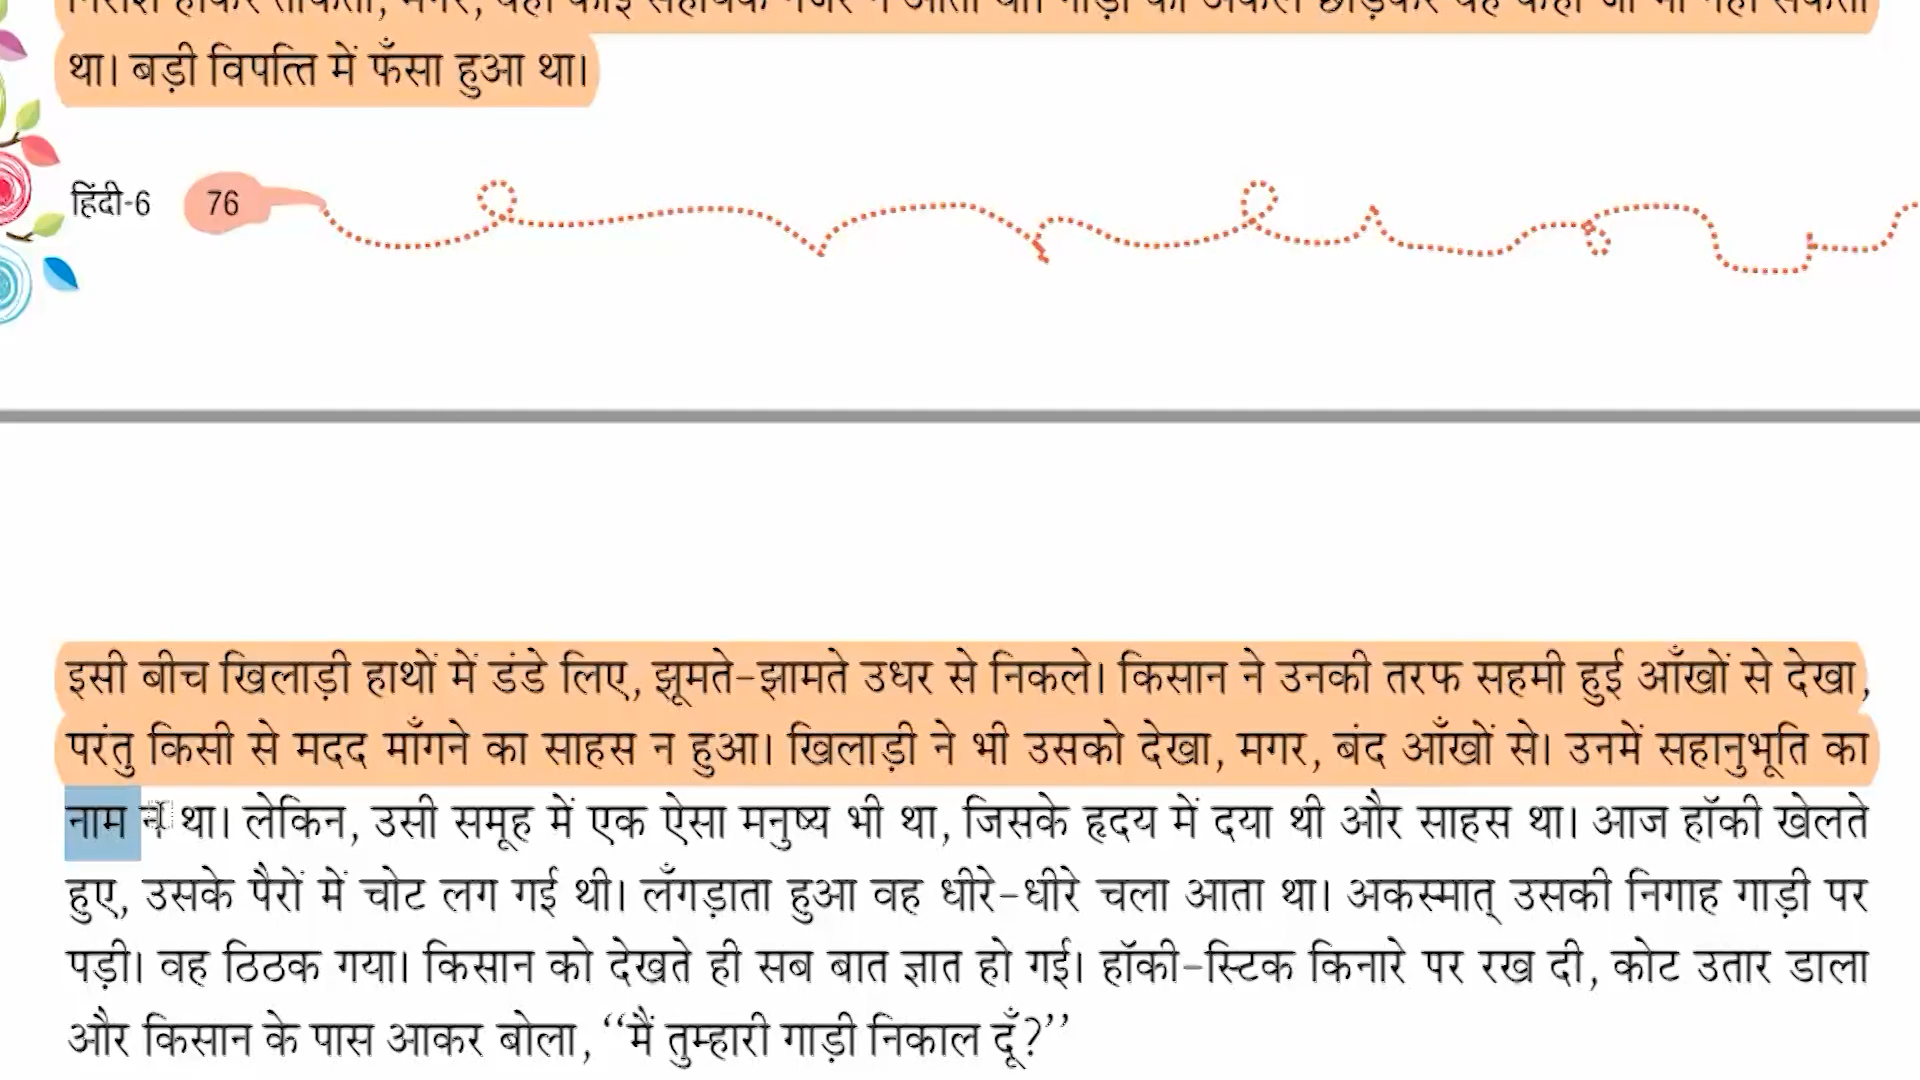 था। बड़ी विपत्ति में फँसा हुआ था।
हिंदी-6 76
इसी बीच खिलाड़ी हाथों में डंडे लिए, झूमते-झामते उधर से निकले। किसान ने उनकी तरफ सहमी हुई आँखों से देखा,
परंतु किसी से मदद माँगने का साहस न हुआ। खिलाड़ी ने भी उसको देखा, मगर, बंद आँखों से। उनमें सहानुभूति का
नाम न था। लेकिन, उसी समूह में एक ऐसा मनुष्य भी था, जिसके हृदय में दया थी और साहस था। आज हॉकी खेलते
हुए, उसके पैरों में चोट लग गई थी। लँगड़ाता हुआ वह धीरे-धीरे चला आता था। अकस्मात् उसकी निगाह गाड़ी पर
पड़ी। वह ठिठक गया। किसान को देखते ही सब बात ज्ञात हो गई। हॉकी-स्टिक किनारे पर रख दी, कोट उतार डाला
और किसान के पास आकर बोला, ‘‘मैं तुम्हारी गाड़ी निकाल दूँ?’’